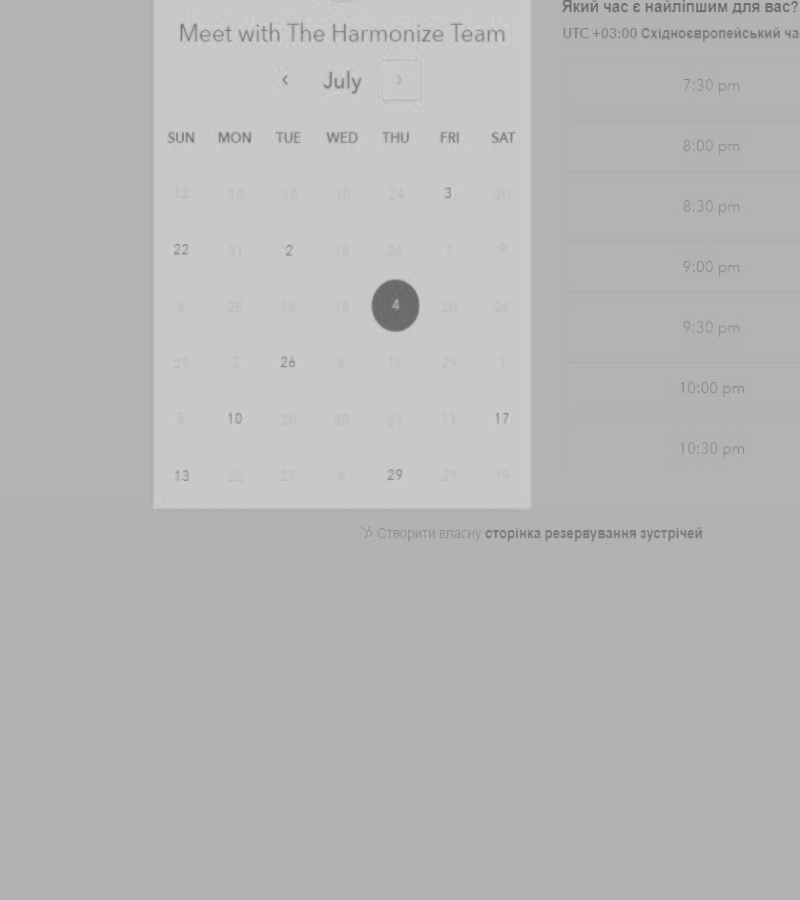 Meet with The Harmonize Team
July
SUN MON TUE WED THU FRI SAT
12 10 10 10 24 3 20
22 31 2 18 26 1 9
6 28 18 18 4 20 26
27 2 26 6 11 29 1
5 10 20 28 21 13 17
13 22 27 6 29 29 19
Який час є найліпшим для вас?
UTC +03:00 Східноєвропейський
7:30 pm
8:00 pm
8:30 pm
9:00 pm
9:30 pm
10:00 pm
10:30 pm
Створити власну сторінка резервування зустрічей